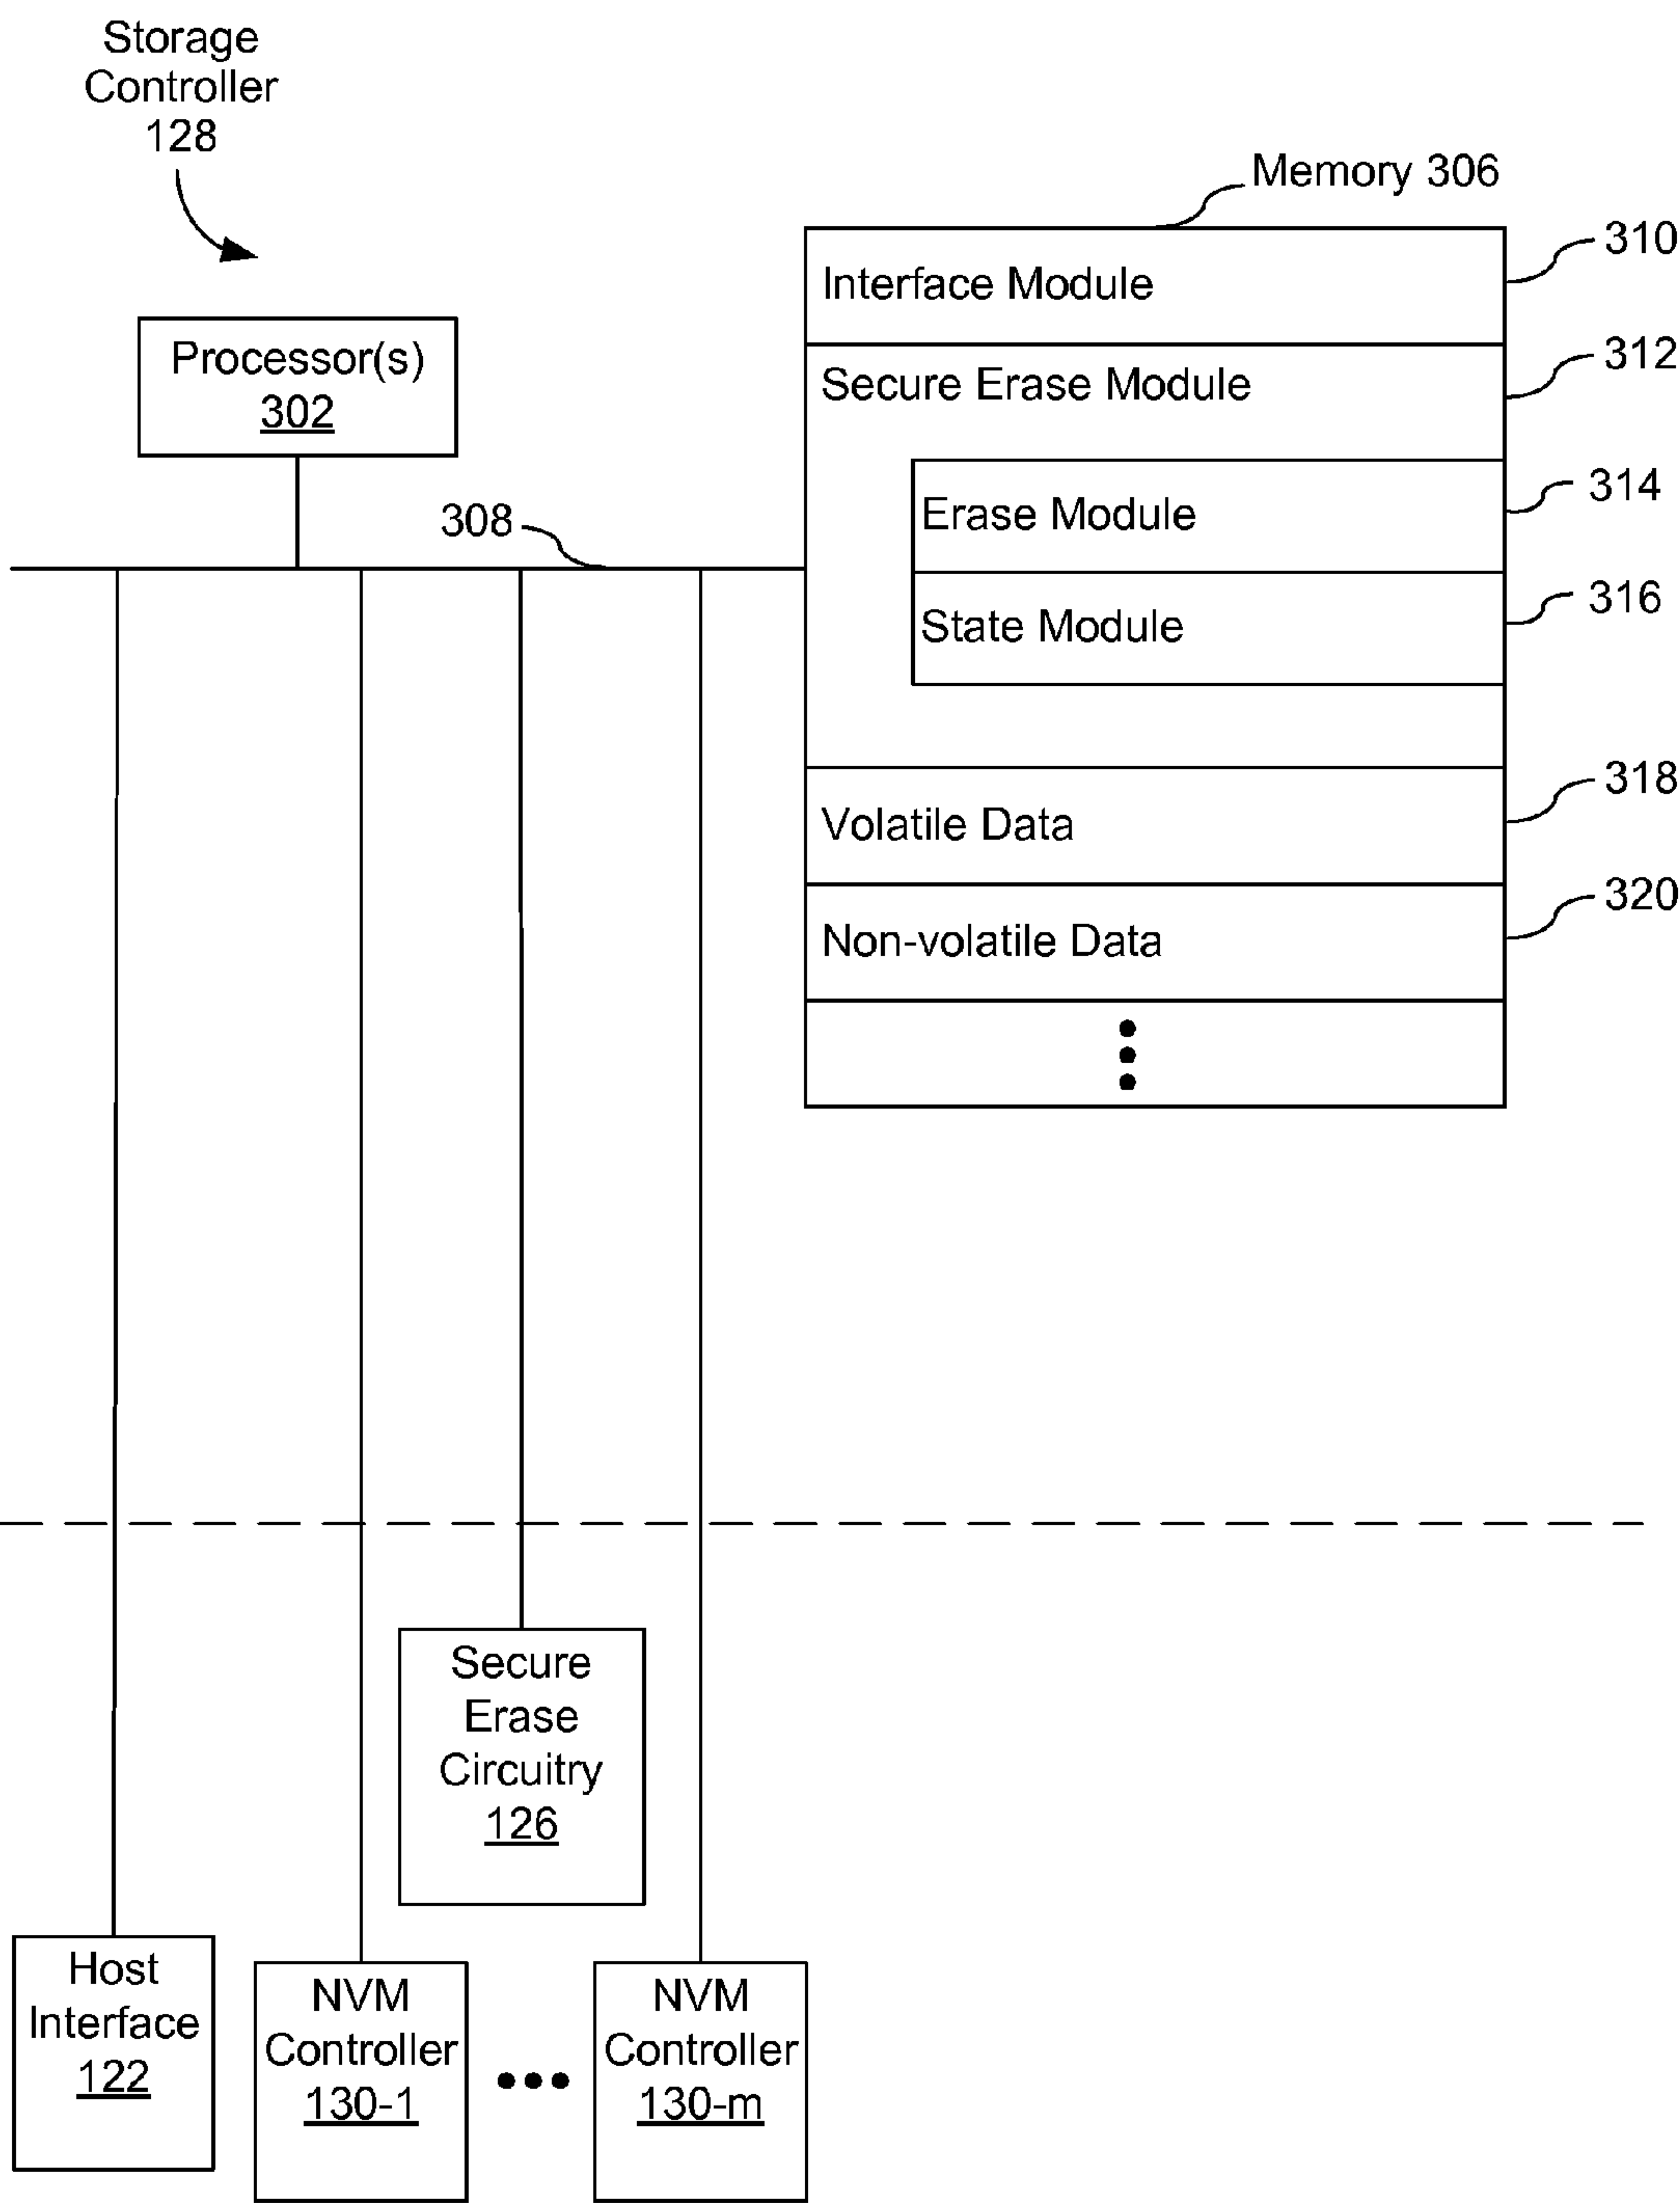 Storage
Controller
128
Memory 306
310
Interface Module
312
Processor(s)
302
Secure Erase Module
314
308
Erase Module
316
State Module
318
Volatile Data
320
Non-volatile Data
Secure
Erase
Circuitry
126
Host
Interface
122
NVM
Controller
130-1
NVM
Controller
130-m